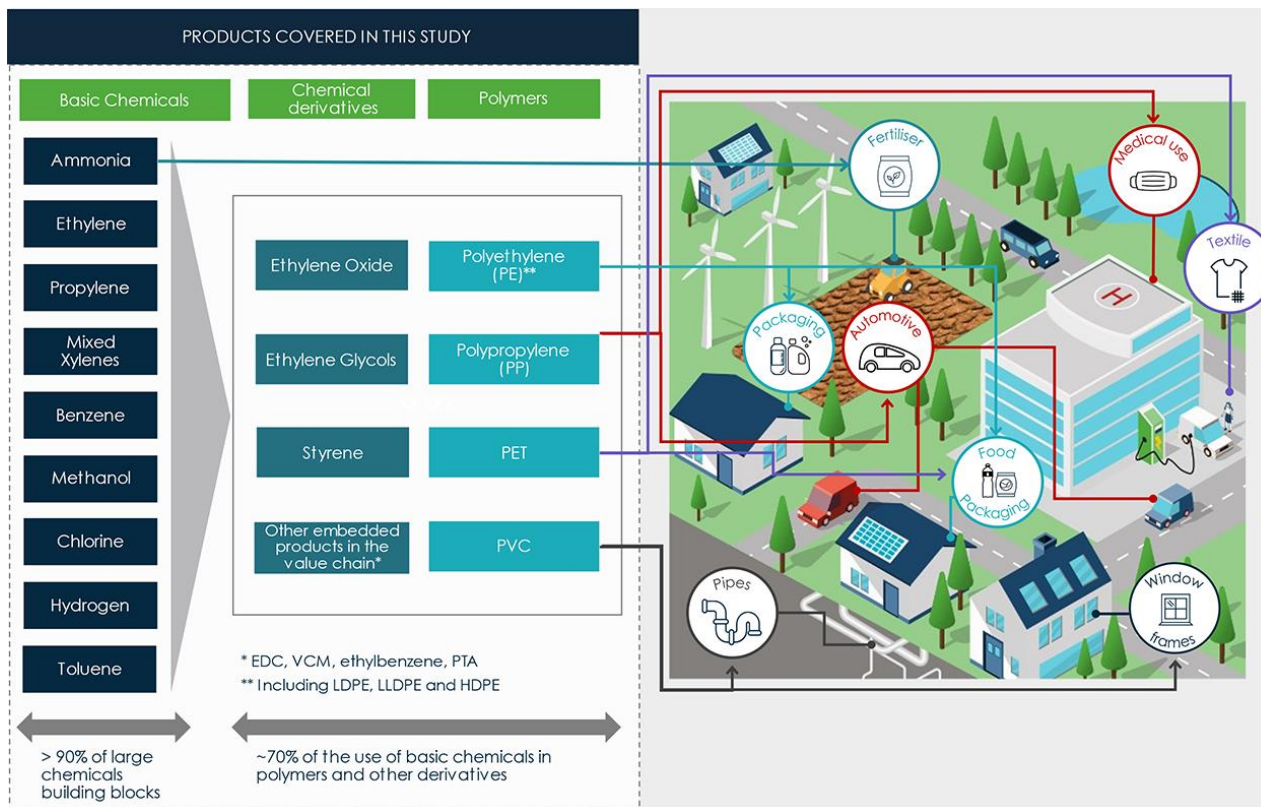 PRODUCTS COVERED IN THIS STUDY
Basic Chemicals
Chemical
derivatives
Polymers
Ammonia
Ethylene
Propylene
Mixed
Xylenes
Benzene
Methanol
Chlorine
Hydrogen
Toluene
Ethylene Oxide
Polyethylene
(PE)**
Ethylene Glycols
Polypropylene
(PP)
Styrene
PET
Other embedded
products in the
value chain*
PVC
* EDC, VCM, ethylbenzene, PTA
** Including LDPE, LLDPE and HDPE
> 90% of large
chemicals
building blocks
~70% of the use of basic chemicals in
polymers and other derivatives
Fertiliser
Medical use
Textile
Packaging
Automotive
H
Food
Packaging
Pipes
Window
frames